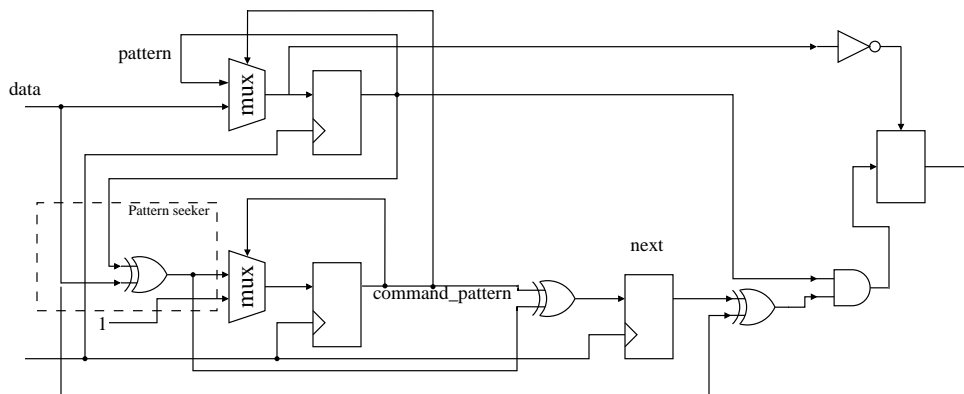 pattern
data
mux
Pattern seeker
mux
next
command_pattern
1